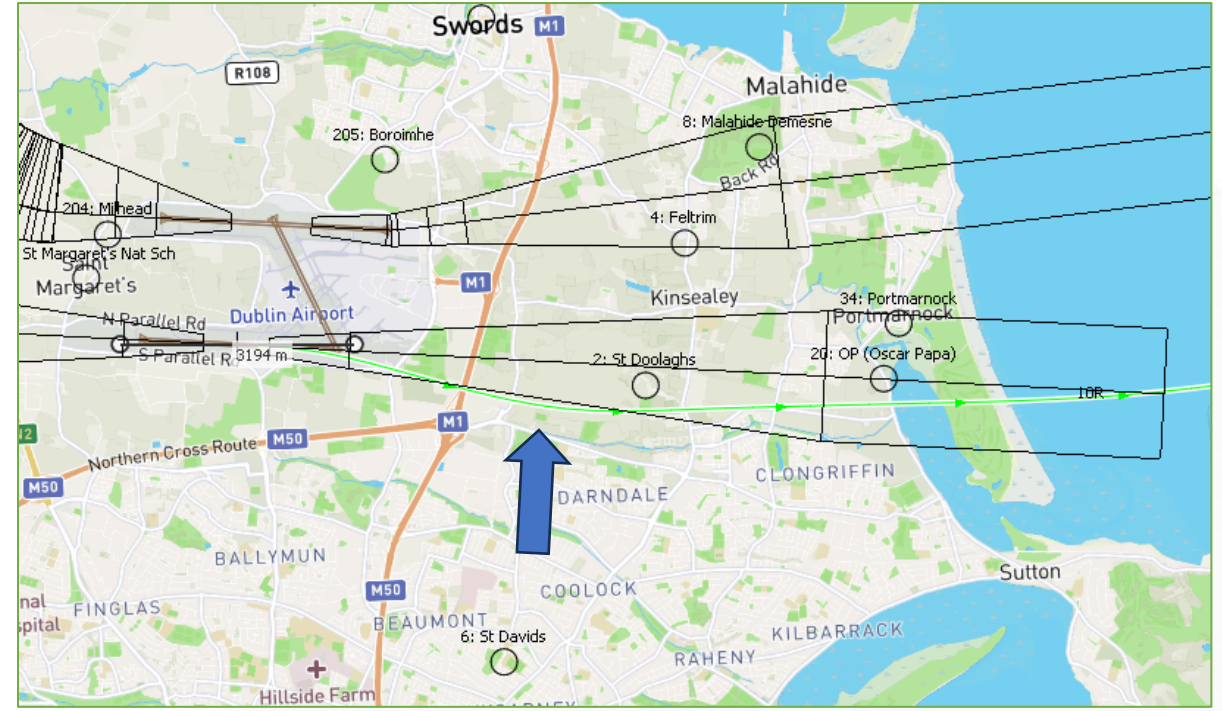 Swords
M1
R108
Malahide
8: Malahide Demesne
205: Boroimhe
Back Rd
204: Milhead
4: Feltrim
St Margaret's Nat Sch
Saint
Margaret's
M1
Kinsealey
34: Portmarnock
Portmarnock
Dublin Airport
N Parallel Rd
S Parallel R
3194 m
2: St Doolaghs
20: OP (Oscar Papa)
10R
M1
N2
M50
Northern Cross Route
M50
CLONGRIFFIN
DARNDALE
BALLYMUN
Sutton
M50
COOLOCK
FINGLAS
BEAUMONT
6: St Davids
KILBARRACK
RAHENY
Hillside Farm